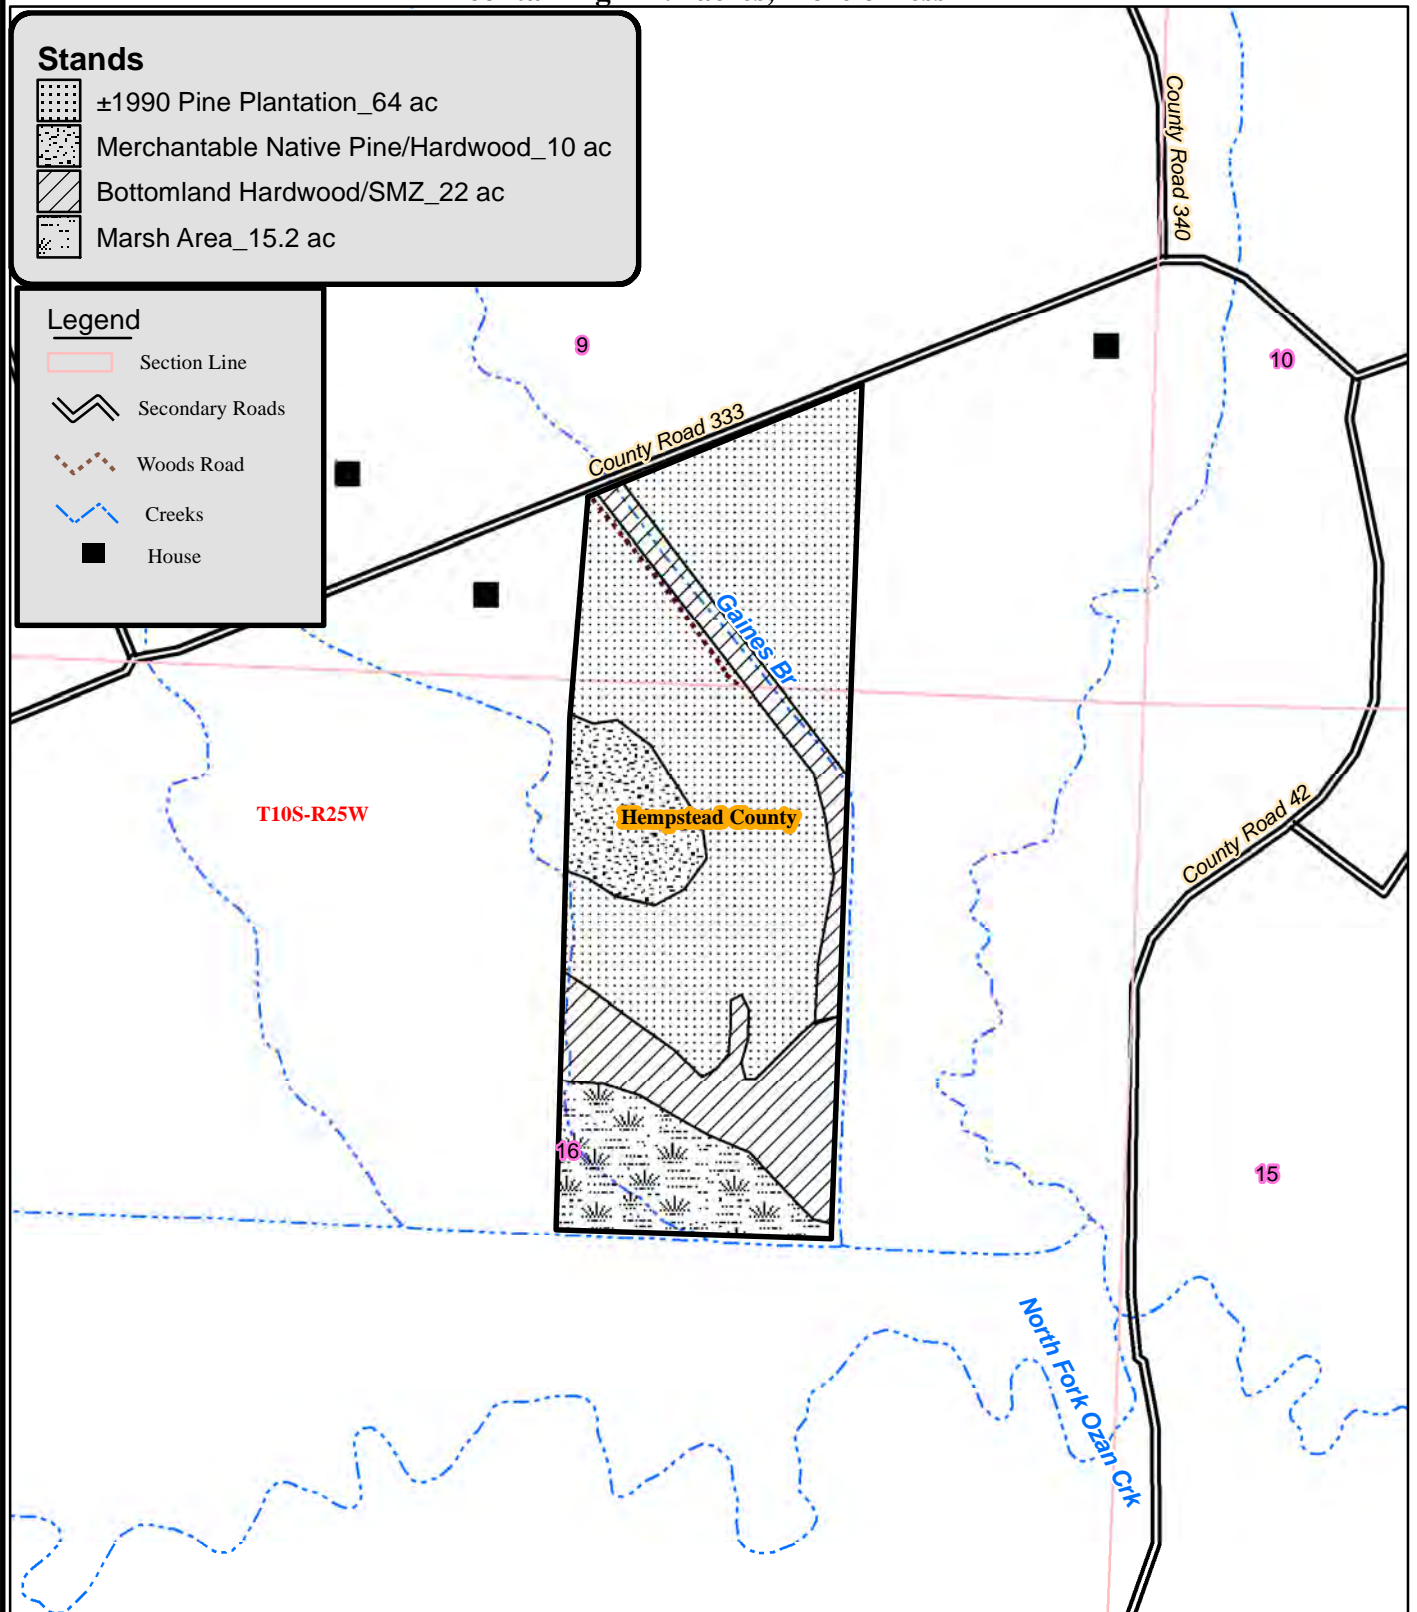 Stands
±1990 Pine Plantation_64 ac
Merchantable Native Pine/Hardwood_10 ac
Bottomland Hardwood/SMZ_22 ac
Marsh Area_15.2 ac
Legend
Section Line
Secondary Roads
Woods Road
Creeks
House
County Road 340
9
10
County Road 333
Gaines Br
T10S-R25W
Hempstead County
County Road 42
16
15
North Fork Ozan Crk